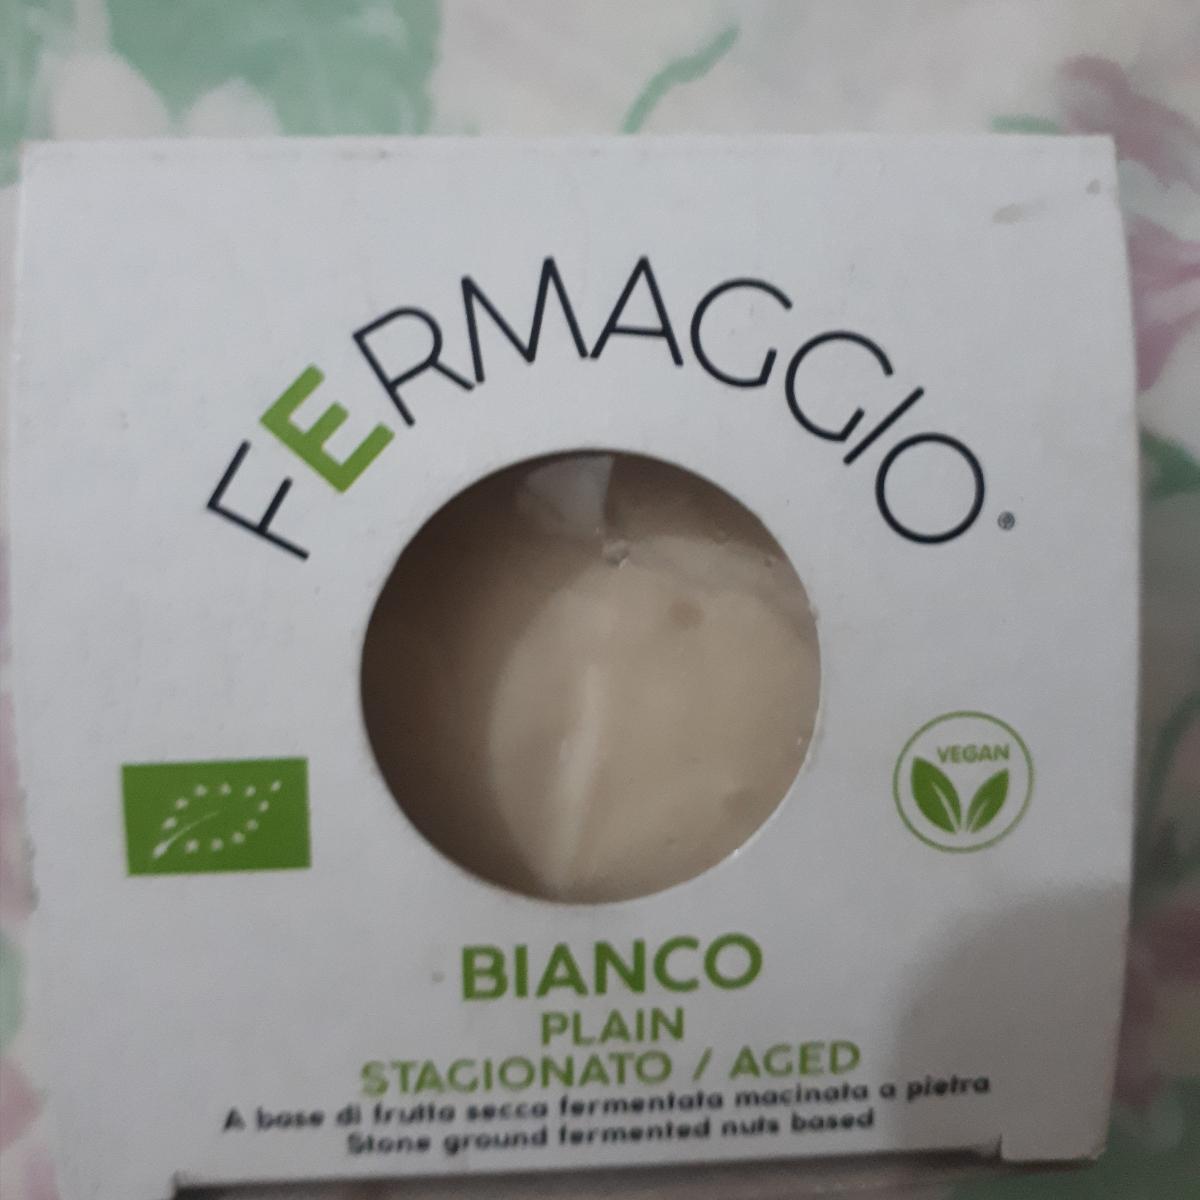 FERMAGGIO®
VEGAN
BIANCO
PLAIN
STAGIONATO / AGED
A base di frutta secca fermentata macinata a pietra
Stone ground fermented nuts based